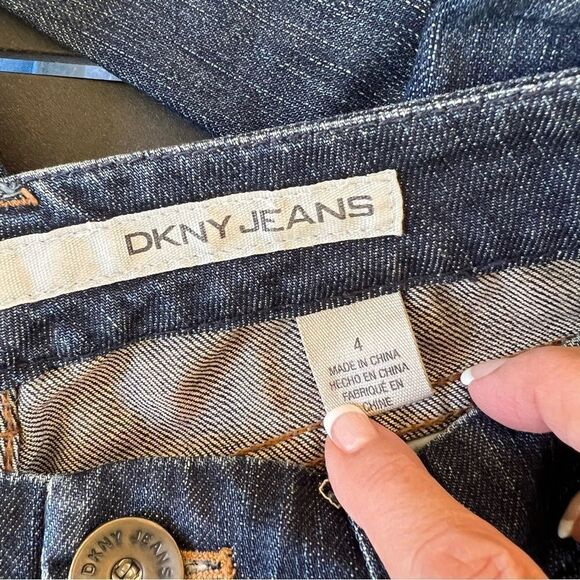 DKNY JEANS
4
MADE IN CHINA
HECHO EN CHINA
FABRIQUÉ EN
CHINE
DKNY JEANS